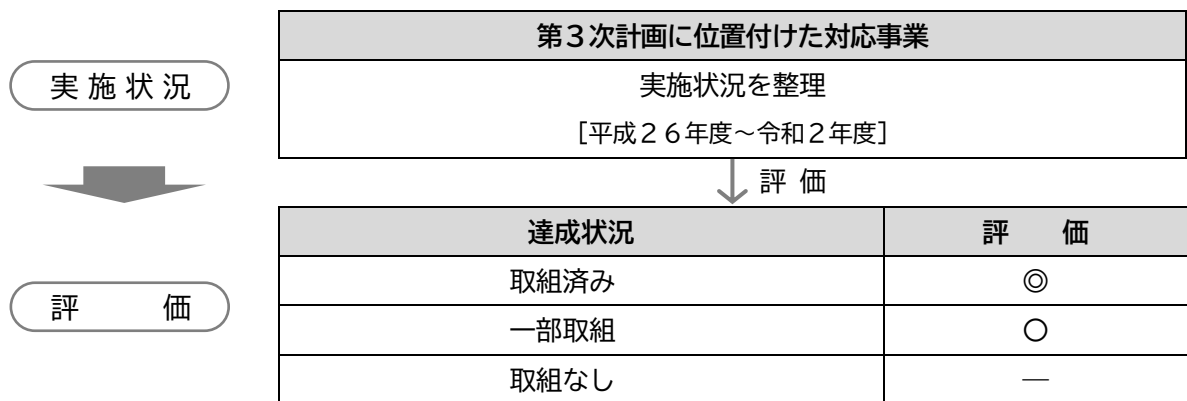 第３次計画に位置付けた対応事業
実施状況
実施状況を整理
［平成２６年度～令和２年度］
評 価
達成状況 評　価
取組済み ◎
評　価
一部取組 〇
取組なし ―